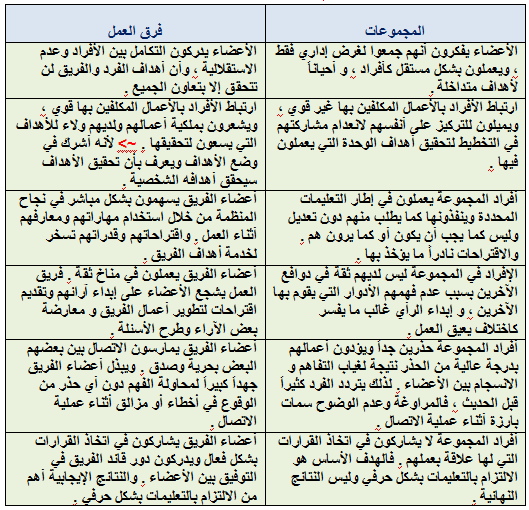 المجموعات
فرق العمل
الأعضاء يفكرون أنهم جمعوا لغرض إداري فقط
، ويعملون بشكل مستقل كأفراد ، و أحياناً
لأهداف متداخلة .
الأعضاء يدركون التكامل بين الأفراد وعدم
الاستقلالية ، وأن أهداف الفرد والفريق لن
تتحقق إلا بتعاون الجميع .
ارتباط الأفراد بالأعمال المكلفين بها غير قوي ،
ويميلون للتركيز على أنفسهم لانعدام مشاركتهم
في التخطيط لتحقيق أهداف الوحدة التي يعملون
فيها .
ارتباط الأفراد بالأعمال المكلفين بها قوي ،
ويشعرون بملكية أعمالهم ولديهم ولاء للأهداف
التي يسعون لتحقيقها . ~> لأنه أشرك في
وضع الأهداف ويعرف بأن تحقيق الأهداف
سيحقق أهدافه الشخصية .
أفراد المجموعة يعملون في إطار التعليمات
المحددة وينفذونها كما يطلب منهم دون تعديل
وليس كما يجب أن يكون أو كما يرون هم ,
والاقتراحات نادراً ما يؤخذ بها .
أعضاء الفريق يسهمون بشكل مباشر في نجاح
المنظمة من خلال استخدام مهاراتهم ومعارفهم
أثناء العمل , واقتراحاتهم وقدراتهم تسخر
لخدمة أهداف الفريق .
الإفراد في المجموعة ليس لديهم ثقة في دوافع
الآخرين بسبب عدم فهمهم الأدوار التي يقوم بها
الآخرين ، و إبداء الرأي غالب ما يفسر
كاختلاف يعيق العمل .
أعضاء الفريق يعملون في مناخ ثقة . فريق
العمل يشجع الأعضاء على إبداء آرائهم وتقديم
اقتراحات لتطوير أعمال الفريق و معارضة
بعض الآراء وطرح الأسئلة .
أفراد المجموعة حذرين جداً ويؤدون أعمالهم
بدرجة عالية من الحذر نتيجة لغياب التفاهم و
الانسجام بين الأعضاء . لذلك يتردد الفرد كثيراً
قبل الحديث ، فالمراوغة وعدم الوضوح سمات
بارزة أثناء عملية الاتصال .
أعضاء الفريق يمارسون الاتصال بين بعضهم
البعض بحرية وصدق . ويبذل أعضاء الفريق
جهداً كبيراً لمحاولة الفهم دون أي حذر من
الوقوع في أخطاء أو مزالق أثناء عملية
الاتصال .
أفراد المجموعة لا يشاركون في اتخاذ القرارات
التي لها علاقة بعملهم . فالهدف الأساس هو
الالتزام بالتعليمات بشكل حرفي وليس النتائج
النهائية .
أعضاء الفريق يشاركون في اتخاذ القرارات
بشكل فعال ويدركون دور قائد الفريق في
التوفيق بين الأعضاء . والنتائج الإيجابية أهم
من الالتزام بالتعليمات بشكل حرفي .